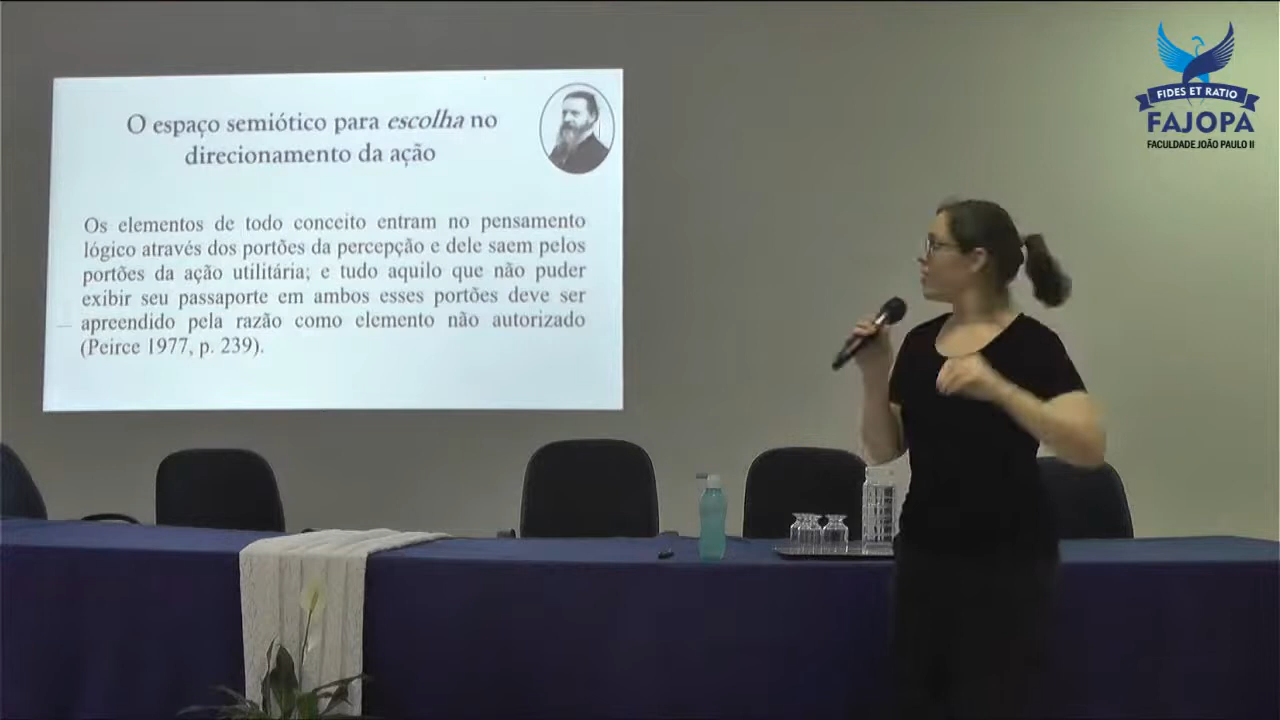 O espaço semiótico para escolha no
direcionamento da ação
Os elementos de todo conceito entram no pensamento
lógico através dos portões da percepção e dele saem pelos
portões da ação utilitária; e tudo aquilo que não puder
exibir seu passaporte em ambos esses portões deve ser
apreendido pela razão como elemento não autorizado
(Peirce 1977, p. 239).
FIDES ET RATIO
FAJOPA
FACULDADE JOÃO PAULO II